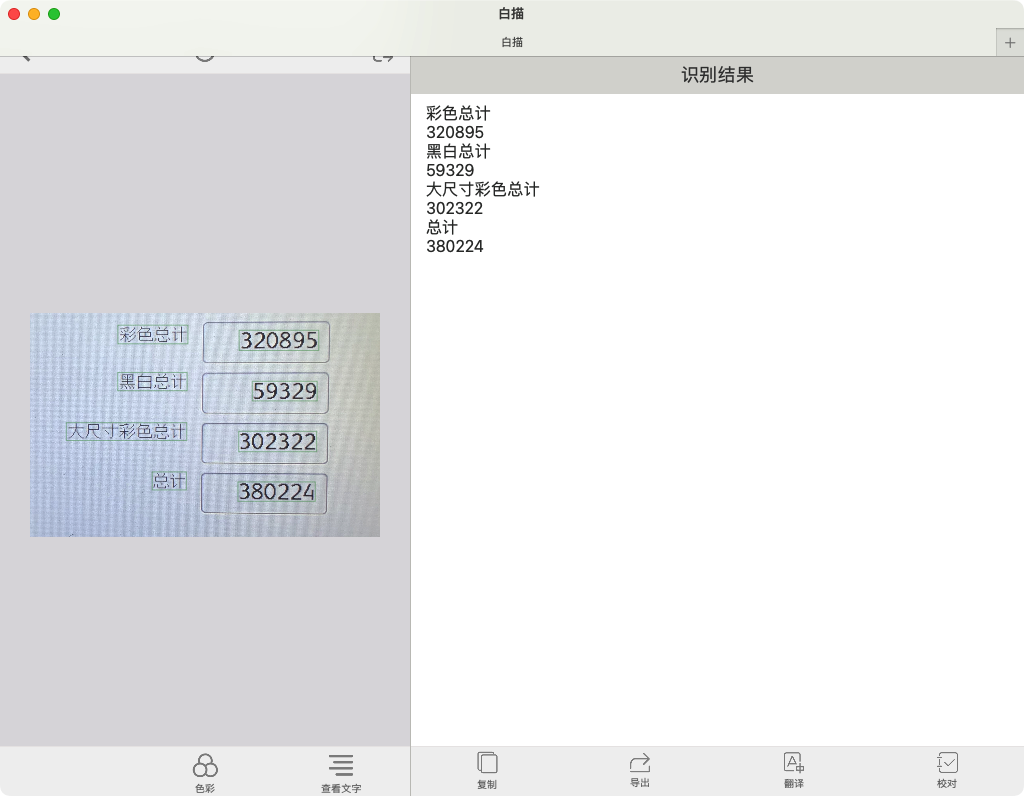 白描
白描
+
识别结果
彩色总计
320895
黑白总计
59329
大尺寸彩色总计
302322
总计
380224
彩色总计 320895
黑白总计 59329
大尺寸彩色总计 302322
总计 380224
色彩
查看文字
复制
导出
翻译
校对